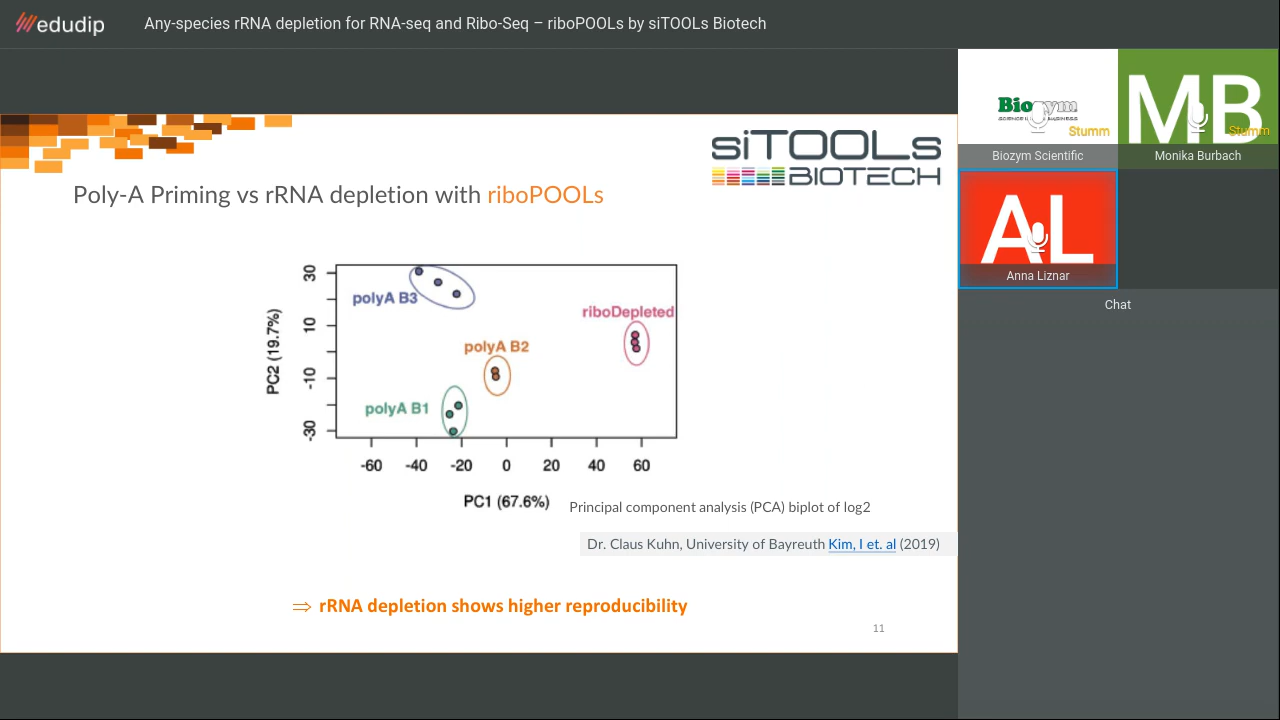 edudip
Any-species rRNA depletion for RNA-seq and Ribo-Seq – riboPOOLs by siTOOLs Biotech
siTOOLs
BIOTECH
Poly-A Priming vs rRNA depletion with riboPOOLs
polyA B3
riboDepleted
polyA B2
polyA B1
PC2 (19.7%)
30
10
-10
-30
-60
-40
-20
0
20
40
60
PC1 (67.6%)
Principal component analysis (PCA) biplot of log2
Dr. Claus Kuhn, University of Bayreuth Kim, I et. al (2019)
⇒ rRNA depletion shows higher reproducibility
11
Biozym
Stumm
Biozym Scientific
MB
Stumm
Monika Burbach
AL
Anna Liznar
Chat